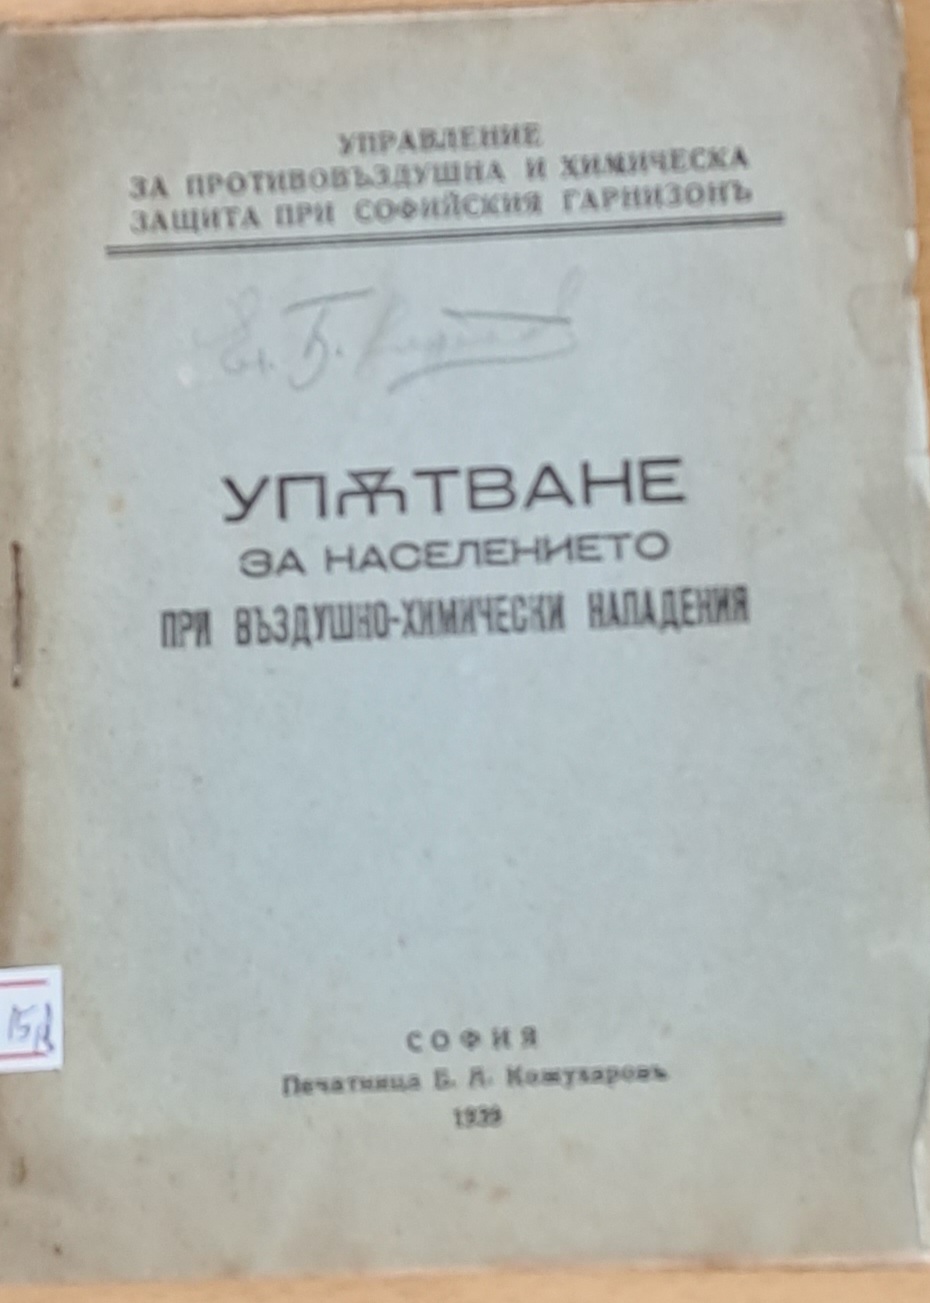 УПРАВЛЕНИЕ
ЗА ПРОТИВОВЪЗДУШНА И ХИМИЧЕСКА
ЗАЩИТА ПРИ СОФИЙСКИЯ ГАРНИЗОНЪ
УПѪТВАНЕ
ЗА НАСЕЛЕНИЕТО
ПРИ ВЪЗДУШНО-ХИМИЧЕСКИ НАПАДЕНИЯ
СОФИЯ
Печатница Б. А. Кожухаровъ
1939